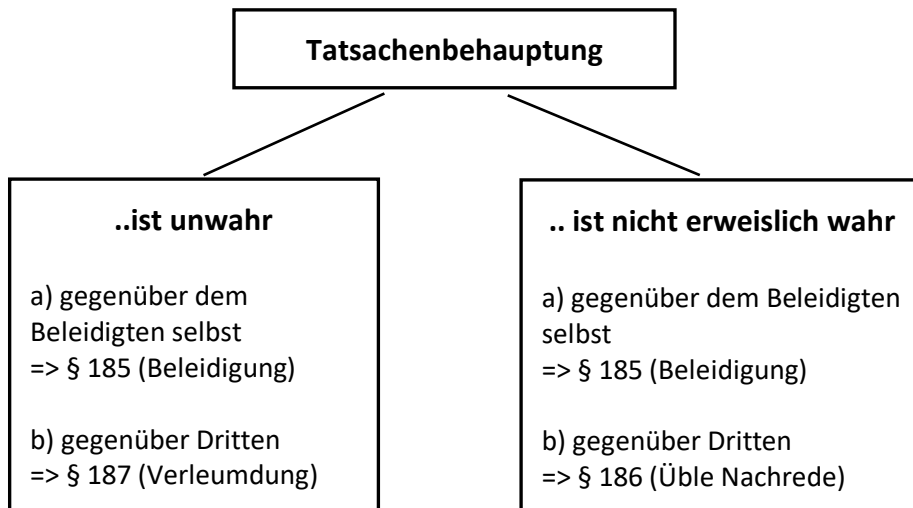 Tatsachenbehauptung
..ist unwahr
a) gegenüber dem
Beleidigten selbst
=> § 185 (Beleidigung)
b) gegenüber Dritten
=> § 187 (Verleumdung)
.. ist nicht erweislich wahr
a) gegenüber dem Beleidigten
selbst
=> § 185 (Beleidigung)
b) gegenüber Dritten
=> § 186 (Üble Nachrede)